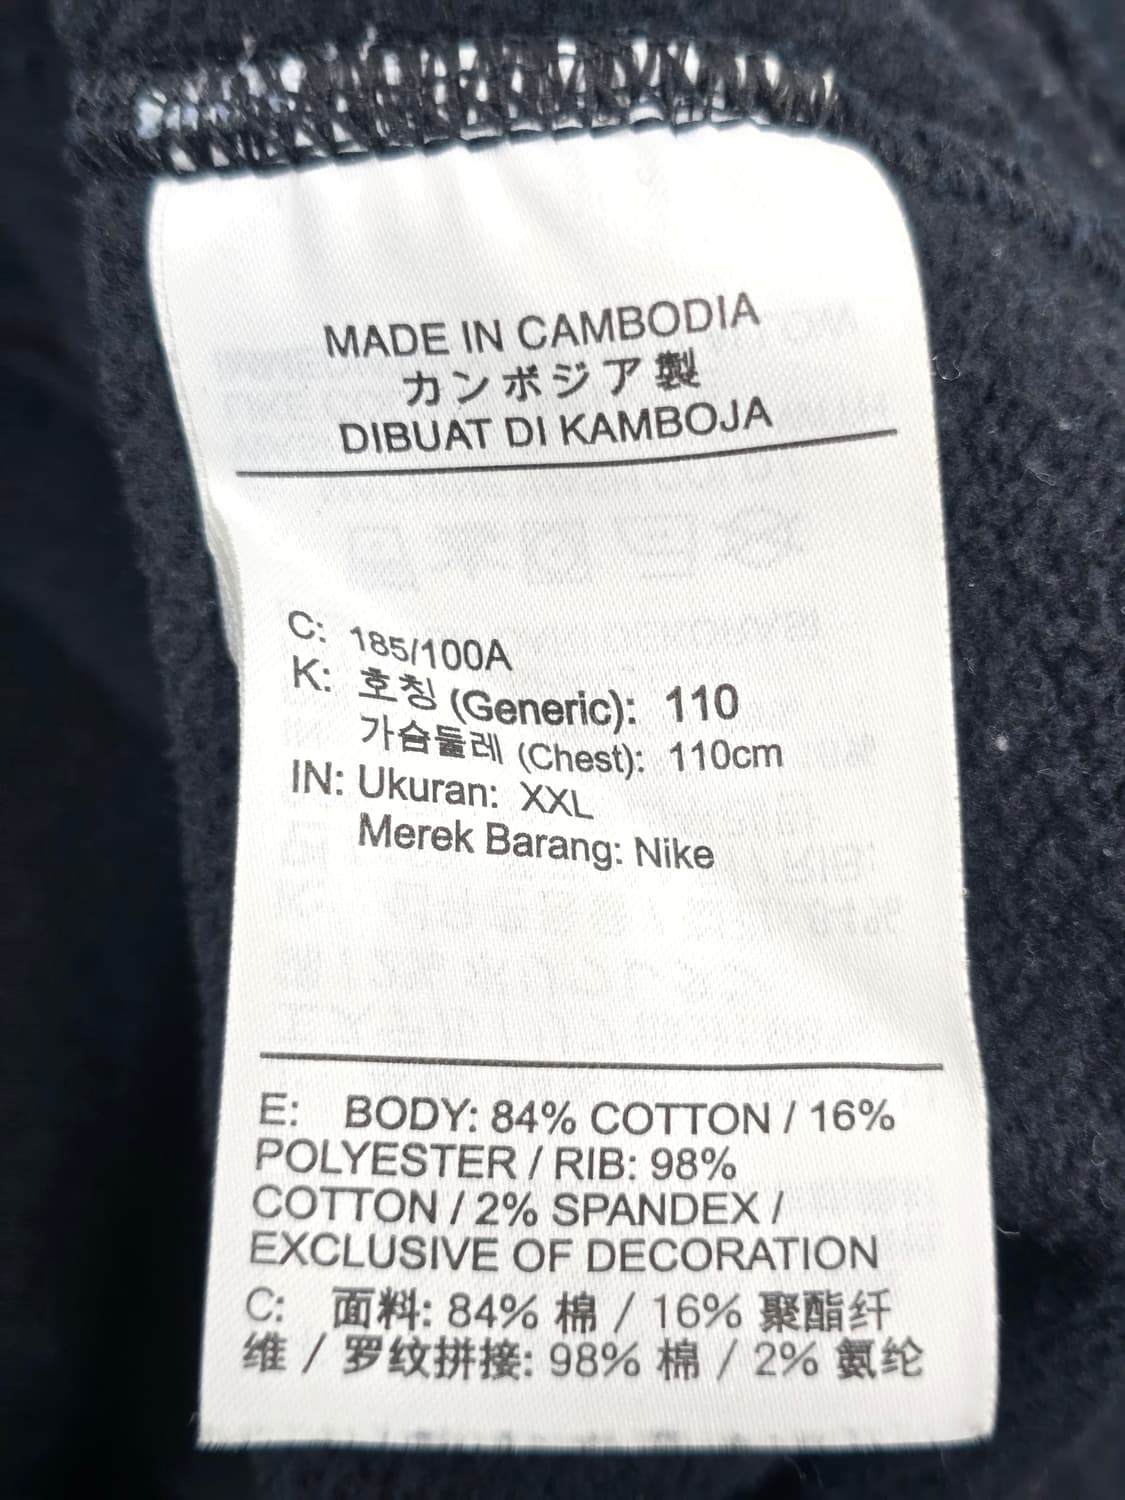 MADE IN CAMBODIA
カンボジア製
DIBUAT DI KAMBOJA
C: 185/100A
K: 호칭 (Generic): 110
가슴둘레 (Chest): 110cm
IN: Ukuran: XXL
Merek Barang: Nike
E: BODY: 84% COTTON / 16%
POLYESTER / RIB: 98%
COTTON / 2% SPANDEX /
EXCLUSIVE OF DECORATION
C: 面料: 84% 棉 / 16% 聚酯纤
维 / 罗纹拼接: 98% 棉 / 2% 氨纶